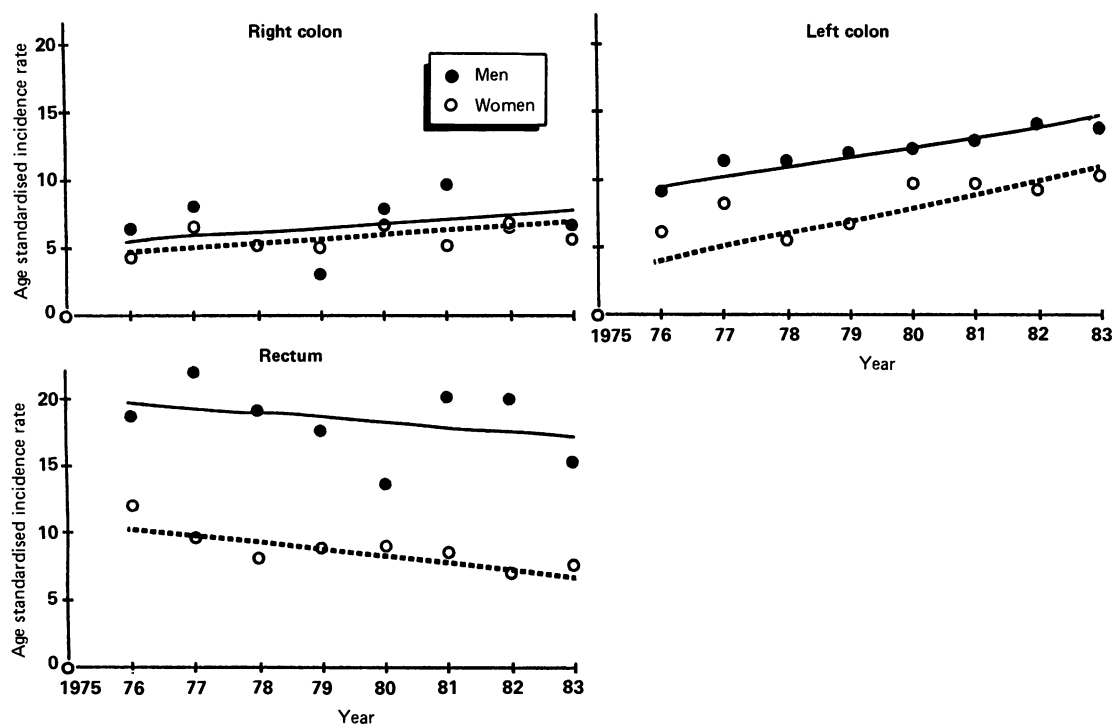 Right colon
Age standardised incidence rate
20
15
10
5
0
Men
Women
Left colon
1975 76 77 78 79 80 81 82 83
Year
Rectum
Age standardised incidence rate
20
15
10
5
0
1975 76 77 78 79 80 81 82 83
Year